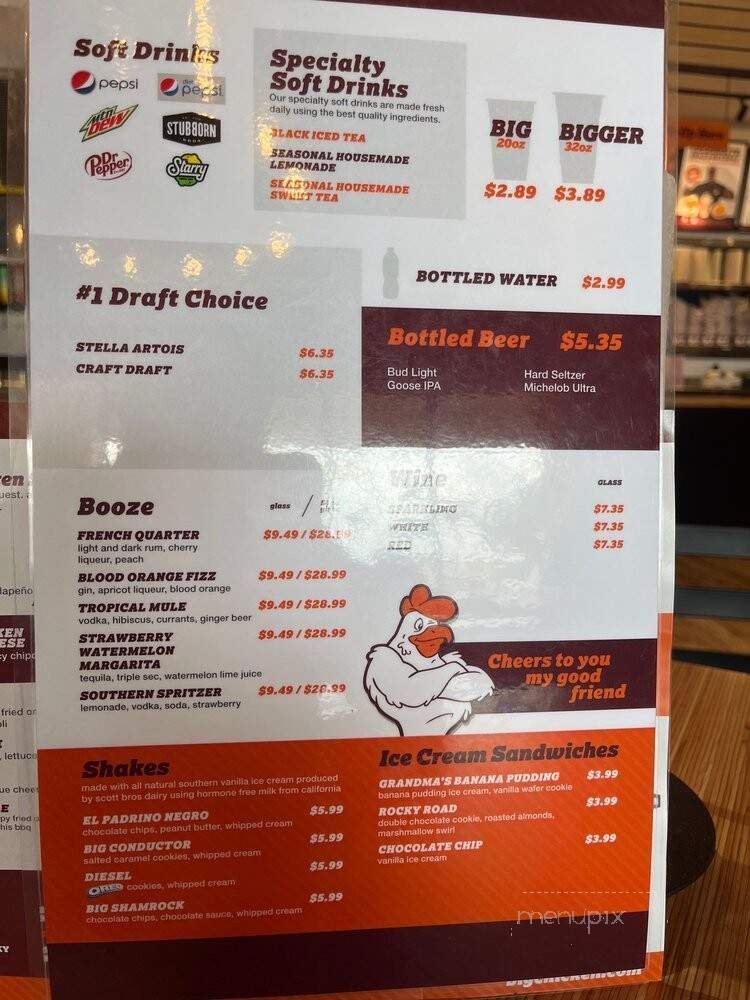 Soft Drinks
pepsi
diet pepsi
Mtn DEW
STUBBORN
SODA
Dr Pepper
Starry
Specialty
Soft Drinks
Our specialty soft drinks are made fresh
daily using the best quality ingredients.
BLACK ICED TEA
SEASONAL HOUSEMADE
LEMONADE
SEASONAL HOUSEMADE
SWEET TEA
BIG
20oz
$2.89
BIGGER
32oz
$3.89
BOTTLED WATER $2.99
#1 Draft Choice
STELLA ARTOIS $6.35
CRAFT DRAFT $6.35
Bottled Beer $5.35
Bud Light
Goose IPA
Hard Seltzer
Michelob Ultra
Booze
glass /
FRENCH QUARTER $9.49 / $28.99
light and dark rum, cherry
liqueur, peach
BLOOD ORANGE FIZZ $9.49 / $28.99
gin, apricot liqueur, blood orange
TROPICAL MULE $9.49 / $28.99
vodka, hibiscus, currants, ginger beer
STRAWBERRY $9.49 / $28.99
WATERMELON
MARGARITA
tequila, triple sec, watermelon lime juice
SOUTHERN SPRITZER $9.49 / $28.99
lemonade, vodka, soda, strawberry
Wine GLASS
SPARKLING $7.35
WHITE $7.35
RED $7.35
Cheers to you
my good
friend
Shakes
made with all natural southern vanilla ice cream produced
by scott bros dairy using hormone free milk from california
EL PADRINO NEGRO $5.99
chocolate chips, peanut butter, whipped cream
BIG CONDUCTOR $5.99
salted caramel cookies, whipped cream
DIESEL $5.99
OREO cookies, whipped cream
BIG SHAMROCK $5.99
chocolate chips, chocolate sauce, whipped cream
Ice Cream Sandwiches
GRANDMA'S BANANA PUDDING $3.99
banana pudding ice cream, vanilla wafer cookie
ROCKY ROAD $3.99
double chocolate cookie, roasted almonds,
marshmallow swirl
CHOCOLATE CHIP $3.99
vanilla ice cream
menupix
bigchicken.com